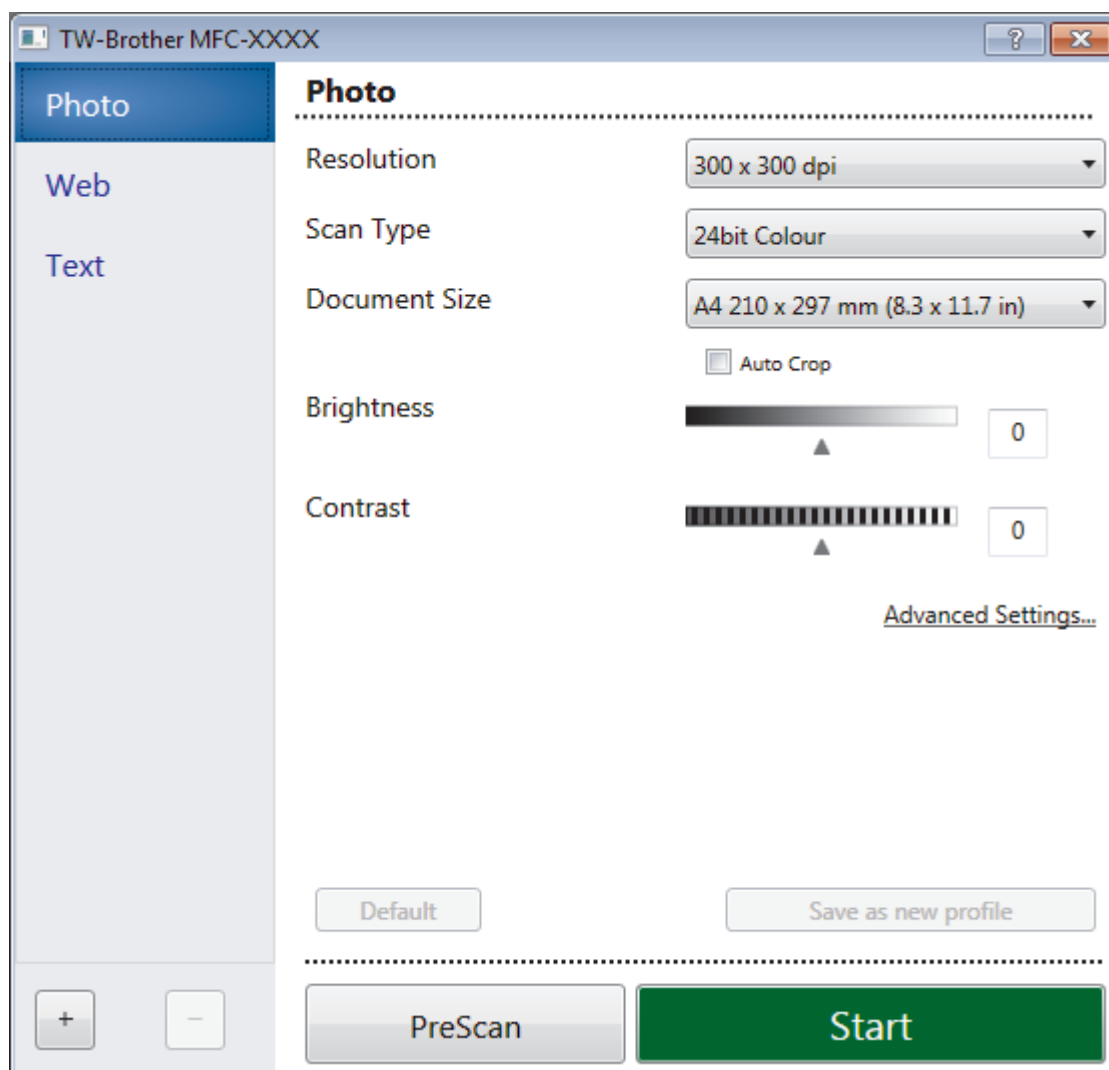 TW-Brother MFC-XXXX
?
Photo
Web
Text
Photo
Resolution
300 x 300 dpi
Scan Type
24bit Colour
Document Size
A4 210 x 297 mm (8.3 x 11.7 in)
Auto Crop
Brightness
0
Contrast
0
Advanced Settings...
Default
Save as new profile
+
−
PreScan
Start